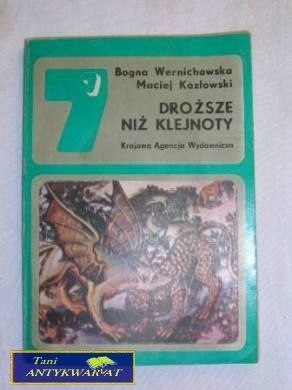 7
Bogna Wernichowska
Maciej Kozłowski
DROŻSZE
NIŻ KLEJNOTY
Krajowa Agencja Wydawnicza
Tani
ANTYKWARYAT